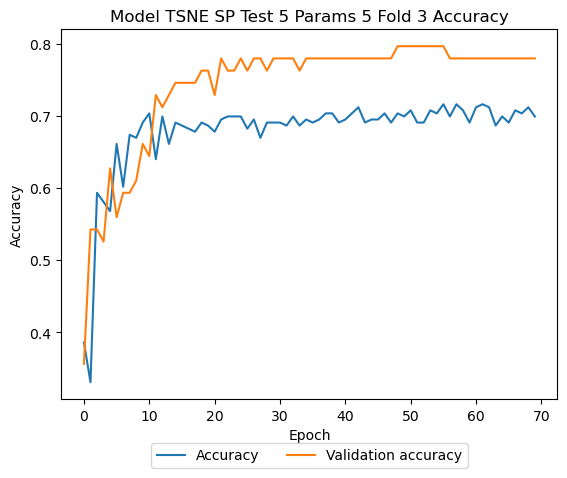 Model TSNE SP Test 5 Params 5 Fold 3 Accuracy
0.8
0.7
0.6
0.5
0.4
Accuracy
0 10 20 30 40 50 60 70
Epoch
Accuracy Validation accuracy